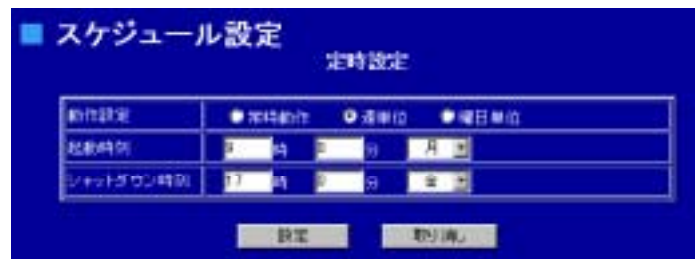 スケジュール設定
定時設定
動作設定 常時動作 週単位 曜日単位
起動時刻 8 時 0 分 月
シャットダウン時刻 17 時 0 分 金
設定 取り消し